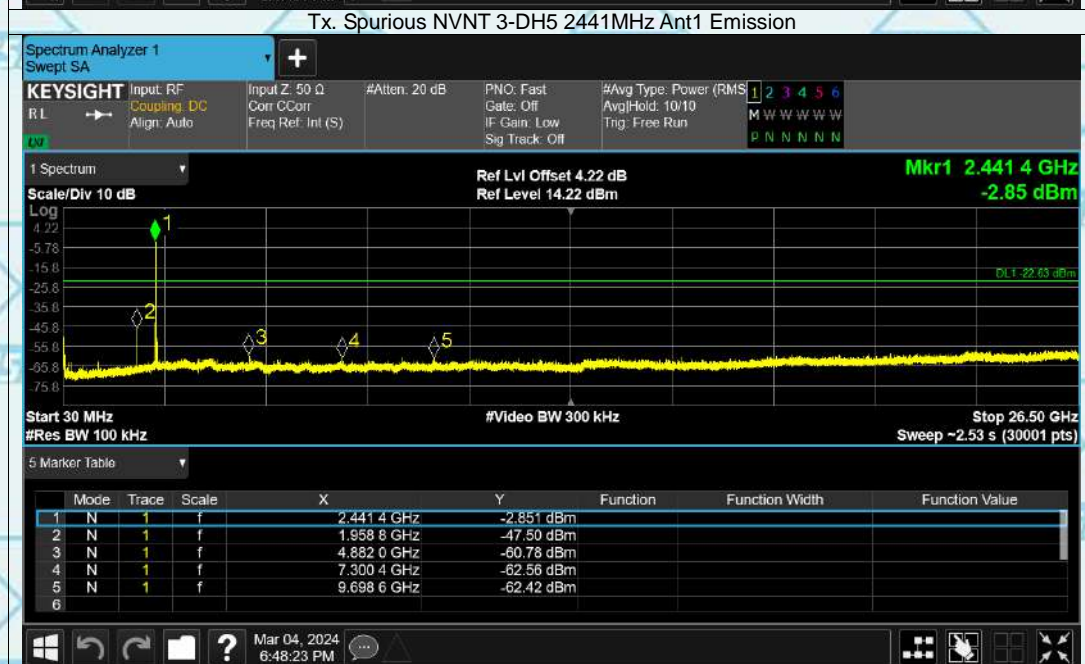 Tx. Spurious NVNT 3-DH5 2441MHz Ant1 Emission
Spectrum Analyzer 1
Swept SA
+
KEYSIGHT Input: RF Input Z: 50 Ω #Atten: 20 dB PNO: Fast #Avg Type: Power (RMS 1 2 3 4 5 6
RL Coupling: DC Corr CCorr Gate: Off Avg|Hold: 10/10 M W W W W W
Align: Auto Freq Ref: Int (S) IF Gain: Low Trig: Free Run
Sig Track: Off P N N N N N
1 Spectrum Ref Lvl Offset 4.22 dB Mkr1 2.441 4 GHz
Scale/Div 10 dB Ref Level 14.22 dBm -2.85 dBm
Log
4.22 1
-5.78
-15.8
DL1 -22.63 dBm
-25.8
-35.8 2
-45.8
-55.8 3 4 5
-65.8
-75.8
Start 30 MHz #Video BW 300 kHz Stop 26.50 GHz
#Res BW 100 kHz Sweep ~2.53 s (30001 pts)
5 Marker Table
Mode Trace Scale X Y Function Function Width Function Value
1 N 1 f 2.441 4 GHz -2.851 dBm
2 N 1 f 1.958 8 GHz -47.50 dBm
3 N 1 f 4.882 0 GHz -60.78 dBm
4 N 1 f 7.300 4 GHz -62.56 dBm
5 N 1 f 9.698 6 GHz -62.42 dBm
6
? Mar 04, 2024
6:48:23 PM